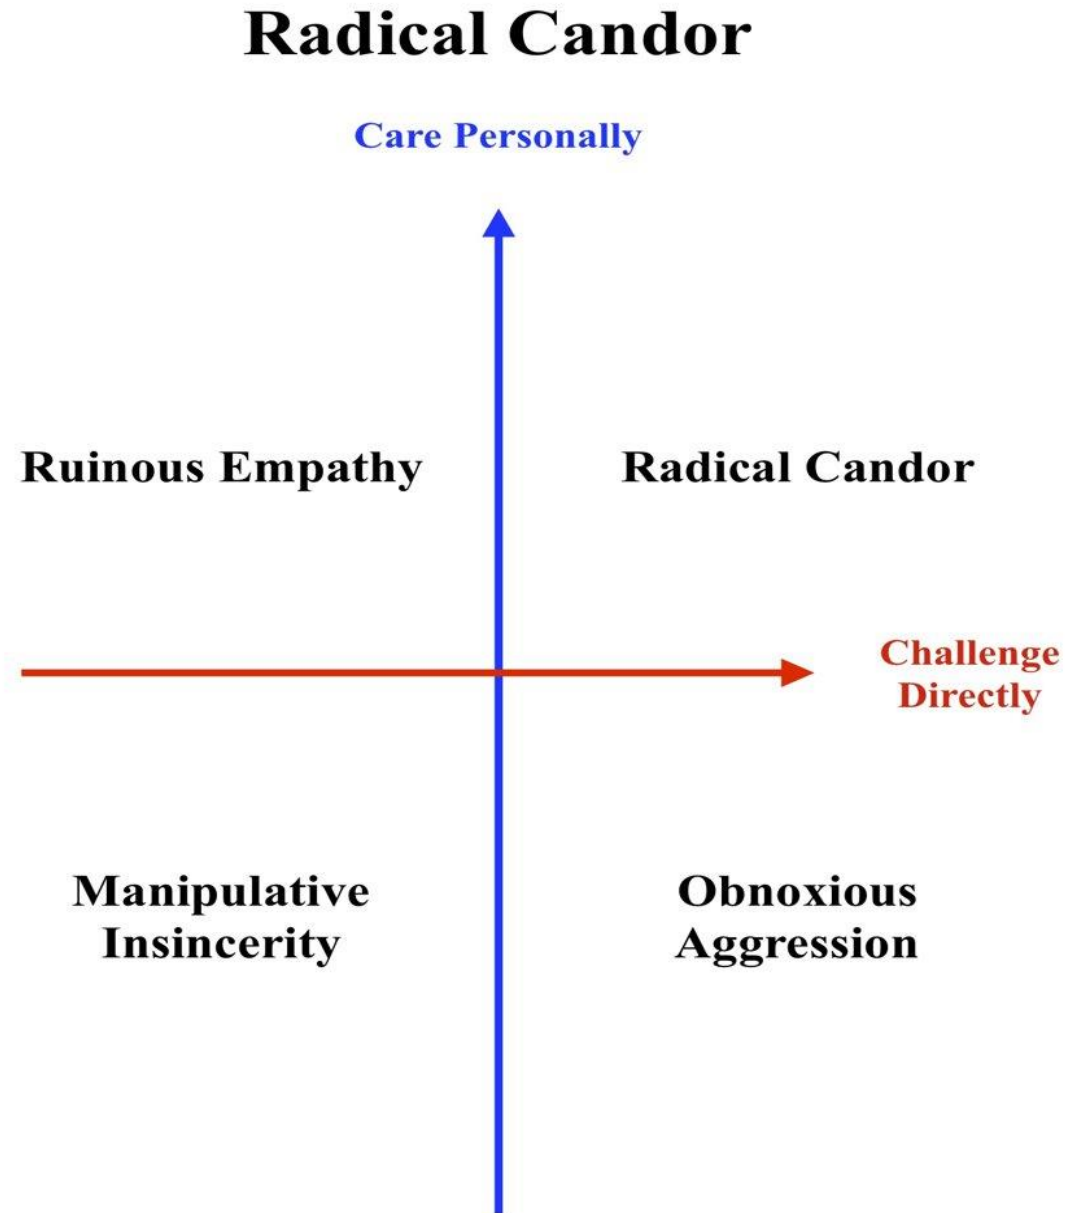 Radical Candor
Care Personally
Ruinous Empathy
Radical Candor
Challenge
Directly
Manipulative
Insincerity
Obnoxious
Aggression